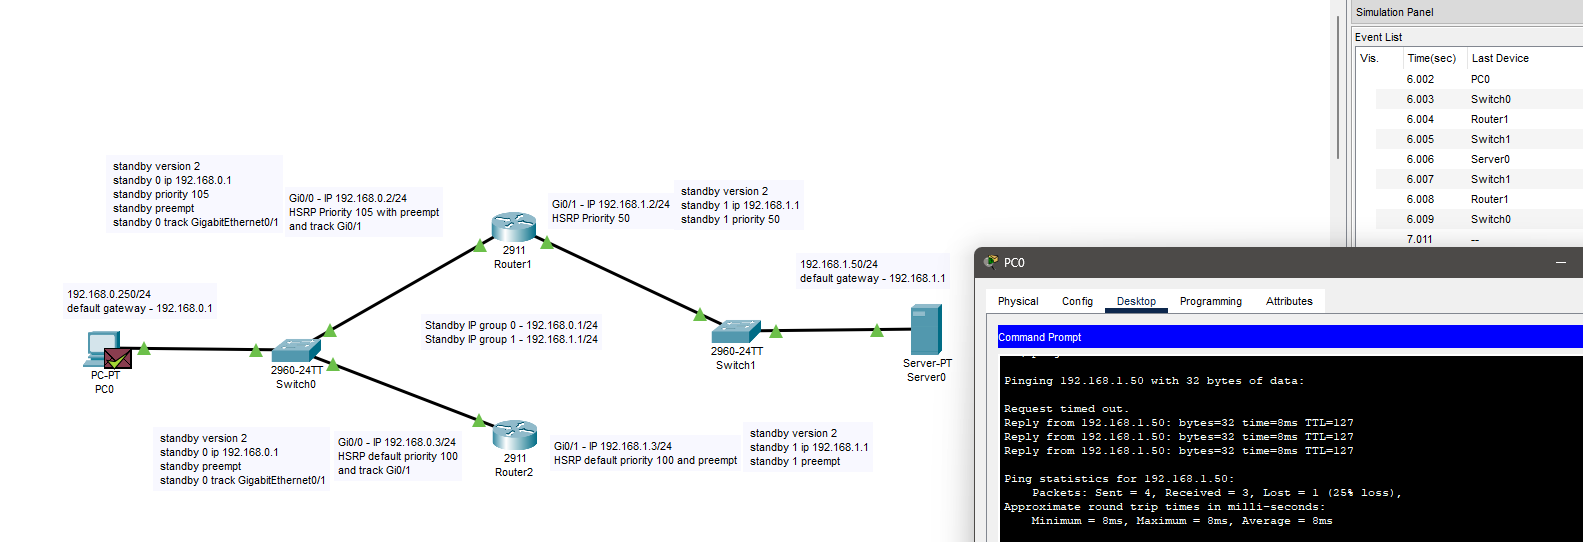 Simulation Panel
Event List
Vis. Time(sec) Last Device
6.002 PC0
6.003 Switch0
6.004 Router1
6.005 Switch1
6.006 Server0
6.007 Switch1
6.008 Router1
6.009 Switch0
7.011 --
standby version 2
standby 0 ip 192.168.0.1
standby priority 105
standby preempt
standby 0 track GigabitEthernet0/1
Gi0/0 - IP 192.168.0.2/24
HSRP Priority 105 with preempt
and track Gi0/1
2911
Router1
Gi0/1 - IP 192.168.1.2/24
HSRP Priority 50
standby version 2
standby 1 ip 192.168.1.1
standby 1 priority 50
192.168.0.250/24
default gateway - 192.168.0.1
PC-PT
PC0
2960-24TT
Switch0
Standby IP group 0 - 192.168.0.1/24
Standby IP group 1 - 192.168.1.1/24
2960-24TT
Switch1
192.168.1.50/24
default gateway - 192.168.1.1
Server-PT
Server0
standby version 2
standby 0 ip 192.168.0.1
standby preempt
standby 0 track GigabitEthernet0/1
Gi0/0 - IP 192.168.0.3/24
HSRP default priority 100
and track Gi0/1
2911
Router2
Gi0/1 - IP 192.168.1.3/24
HSRP default priority 100 and preempt
standby version 2
standby 1 ip 192.168.1.1
standby 1 preempt
PC0
Physical Config Desktop Programming Attributes
Command Prompt
Pinging 192.168.1.50 with 32 bytes of data:
Request timed out.
Reply from 192.168.1.50: bytes=32 time=8ms TTL=127
Reply from 192.168.1.50: bytes=32 time=8ms TTL=127
Reply from 192.168.1.50: bytes=32 time=8ms TTL=127
Ping statistics for 192.168.1.50:
Packets: Sent = 4, Received = 3, Lost = 1 (25% loss),
Approximate round trip times in milli-seconds:
Minimum = 8ms, Maximum = 8ms, Average = 8ms